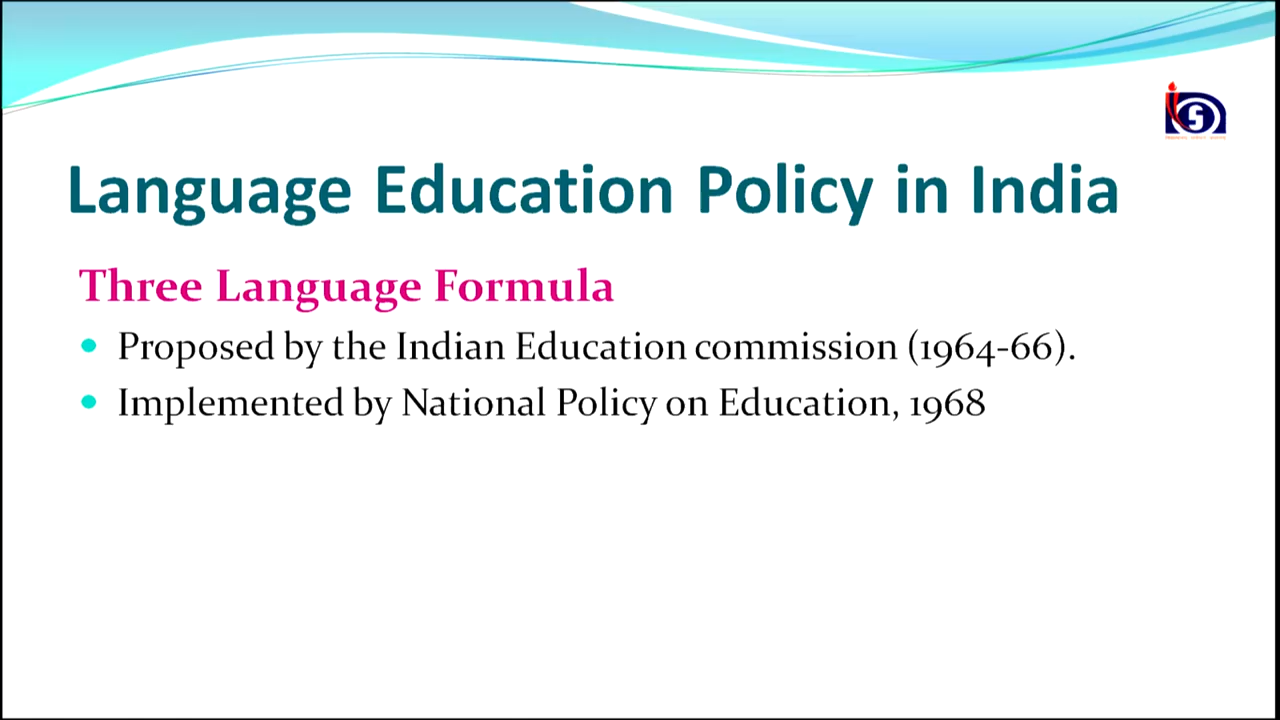 Language Education Policy in India
Three Language Formula
• Proposed by the Indian Education commission (1964-66).
• Implemented by National Policy on Education, 1968